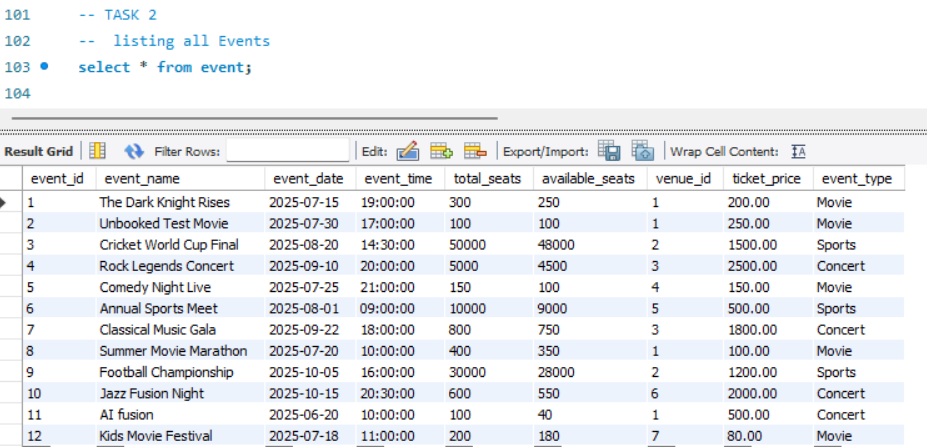 101 -- TASK 2
102 -- listing all Events
103 select * from event;
104
Result Grid Filter Rows: Edit: Export/Import: Wrap Cell Content: IA
event_id event_name event_date event_time total_seats available_seats venue_id ticket_price event_type
1 The Dark Knight Rises 2025-07-15 19:00:00 300 250 1 200.00 Movie
2 Unbooked Test Movie 2025-07-30 17:00:00 100 100 1 250.00 Movie
3 Cricket World Cup Final 2025-08-20 14:30:00 50000 48000 2 1500.00 Sports
4 Rock Legends Concert 2025-09-10 20:00:00 5000 4500 3 2500.00 Concert
5 Comedy Night Live 2025-07-25 21:00:00 150 100 4 150.00 Movie
6 Annual Sports Meet 2025-08-01 09:00:00 10000 9000 5 500.00 Sports
7 Classical Music Gala 2025-09-22 18:00:00 800 750 3 1800.00 Concert
8 Summer Movie Marathon 2025-07-20 10:00:00 400 350 1 100.00 Movie
9 Football Championship 2025-10-05 16:00:00 30000 28000 2 1200.00 Sports
10 Jazz Fusion Night 2025-10-15 20:30:00 600 550 6 2000.00 Concert
11 AI fusion 2025-06-20 10:00:00 100 40 1 500.00 Concert
12 Kids Movie Festival 2025-07-18 11:00:00 200 180 7 80.00 Movie